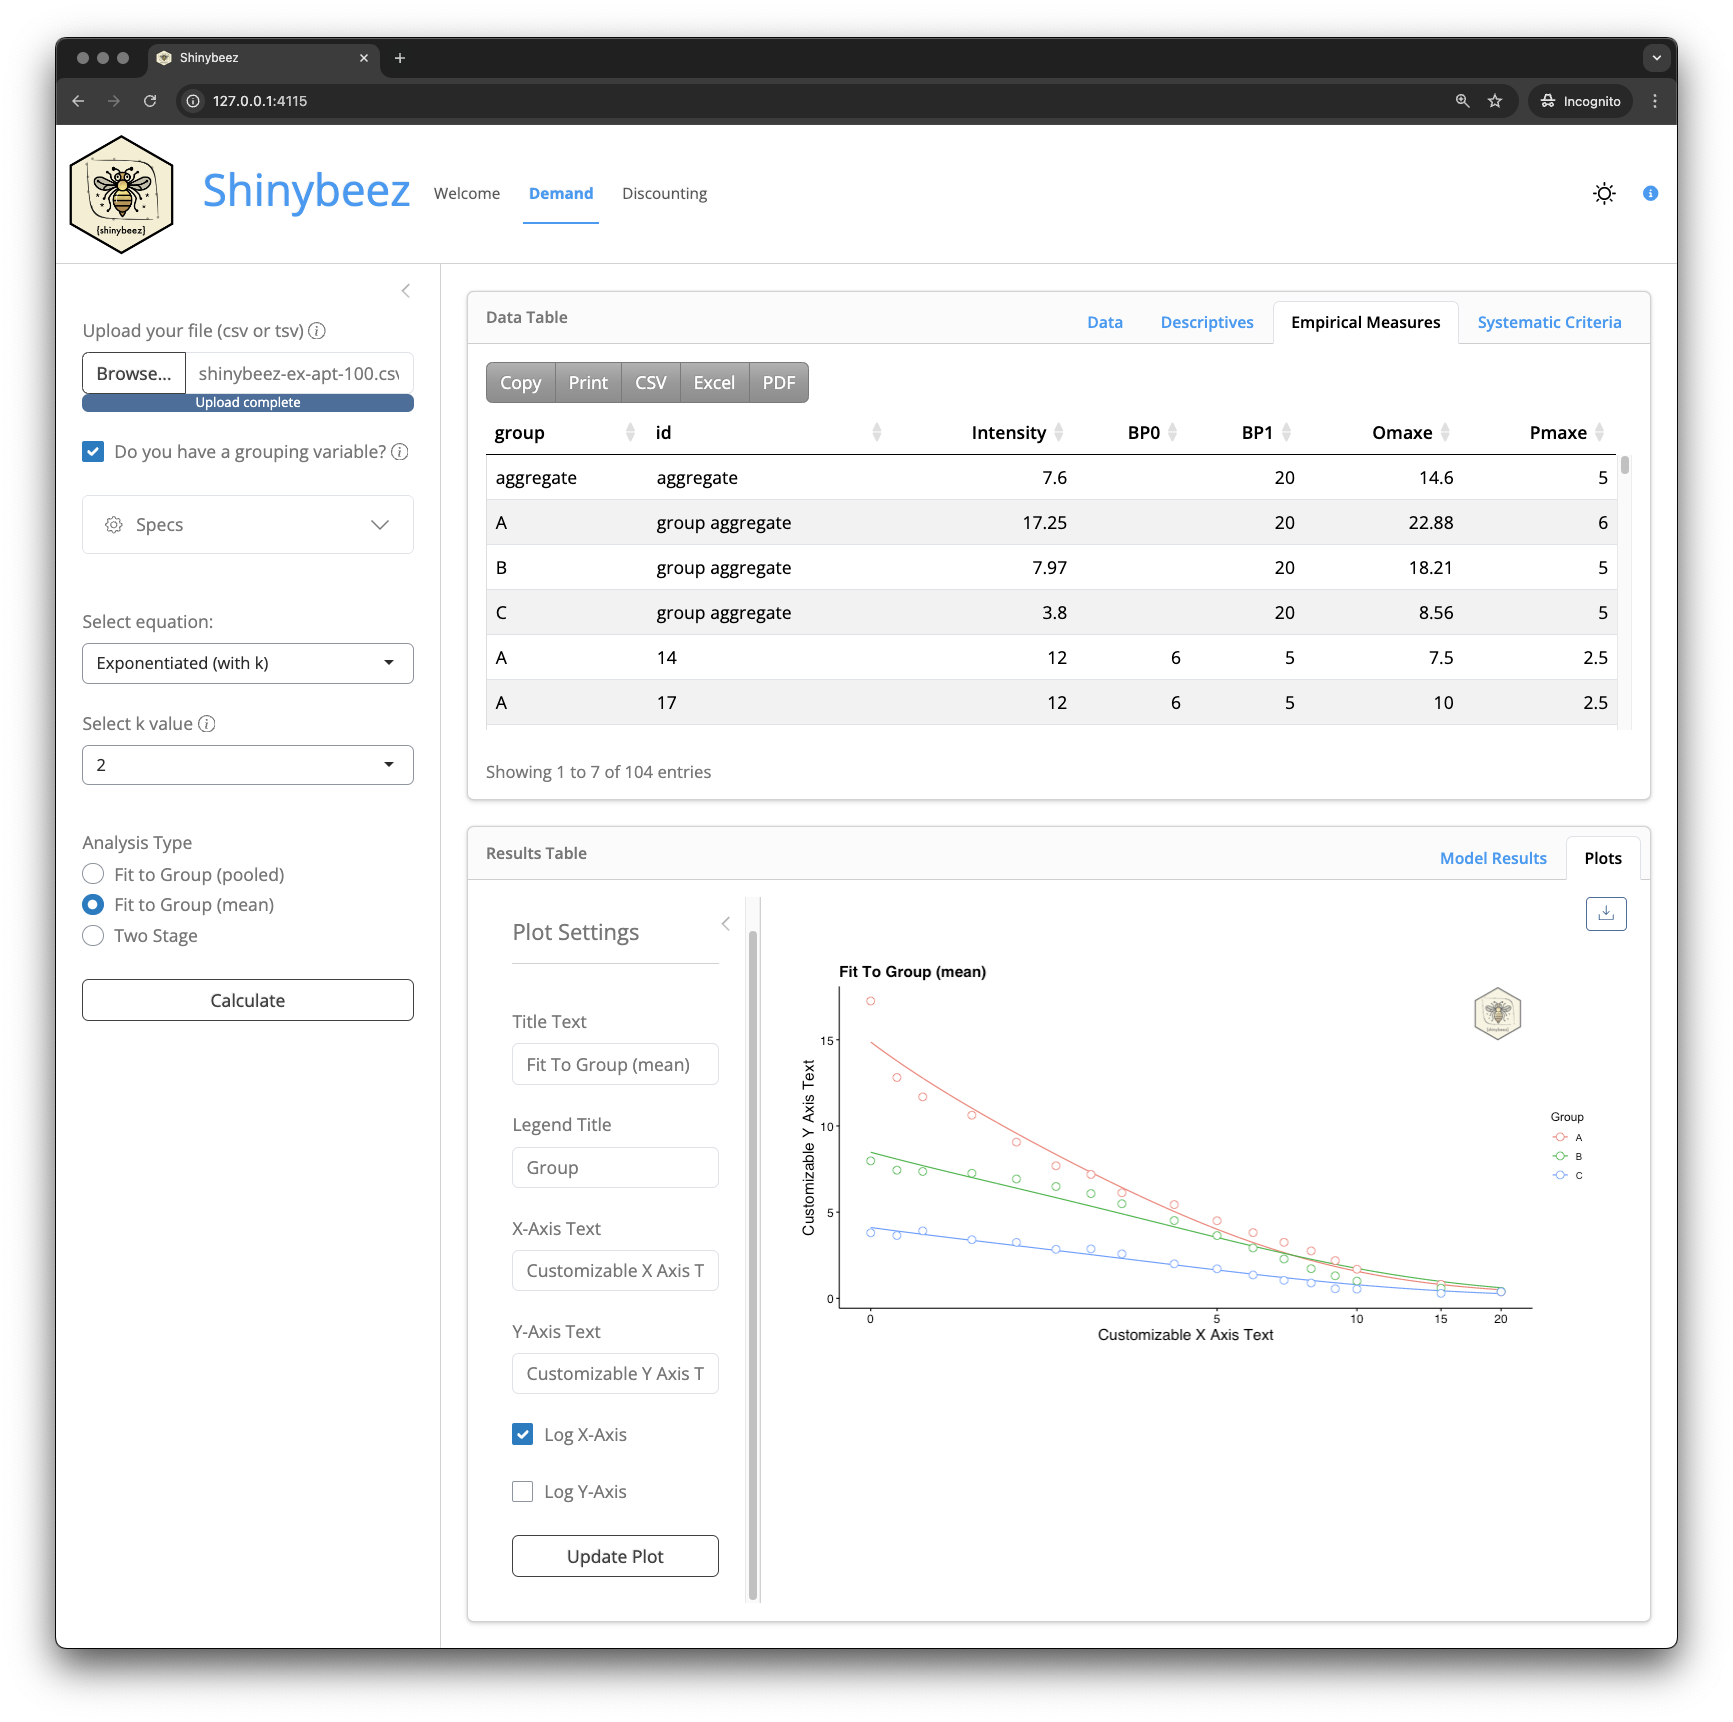 Shinybeez
127.0.0.1:4115
Incognito
{shinybeez}
Shinybeez
Welcome
Demand
Discounting
Upload your file (csv or tsv)
Browse...
shinybeez-ex-apt-100.csv
Upload complete
Do you have a grouping variable?
Specs
Select equation:
Exponentiated (with k)
Select k value
2
Analysis Type
Fit to Group (pooled)
Fit to Group (mean)
Two Stage
Calculate
Data Table
Data
Descriptives
Empirical Measures
Systematic Criteria
Copy
Print
CSV
Excel
PDF
group id Intensity BP0 BP1 Omaxe Pmaxe
aggregate aggregate 7.6 20 14.6 5
A group aggregate 17.25 20 22.88 6
B group aggregate 7.97 20 18.21 5
C group aggregate 3.8 20 8.56 5
A 14 12 6 5 7.5 2.5
A 17 12 6 5 10 2.5
Showing 1 to 7 of 104 entries
Results Table
Model Results
Plots
Plot Settings
Title Text
Fit To Group (mean)
Legend Title
Group
X-Axis Text
Customizable X Axis T
Y-Axis Text
Customizable Y Axis T
Log X-Axis
Log Y-Axis
Update Plot
Fit To Group (mean)
{shinybeez}
Customizable Y Axis Text
15
10
5
0
0 5 10 15 20
Customizable X Axis Text
Group
A
B
C